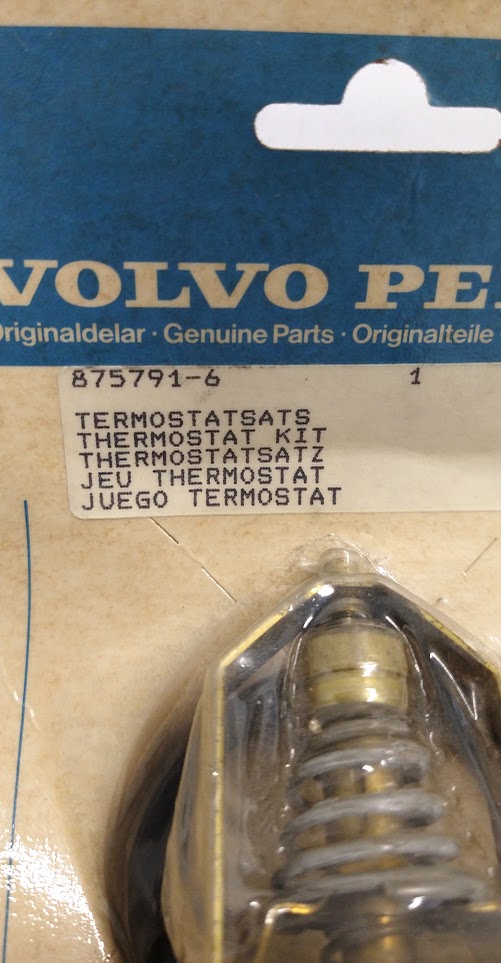 VOLVO PE
Originaldelar · Genuine Parts · Originalteile
875791-6 1
TERMOSTATSATS
THERMOSTAT KIT
THERMOSTATSATZ
JEU THERMOSTAT
JUEGO TERMOSTAT